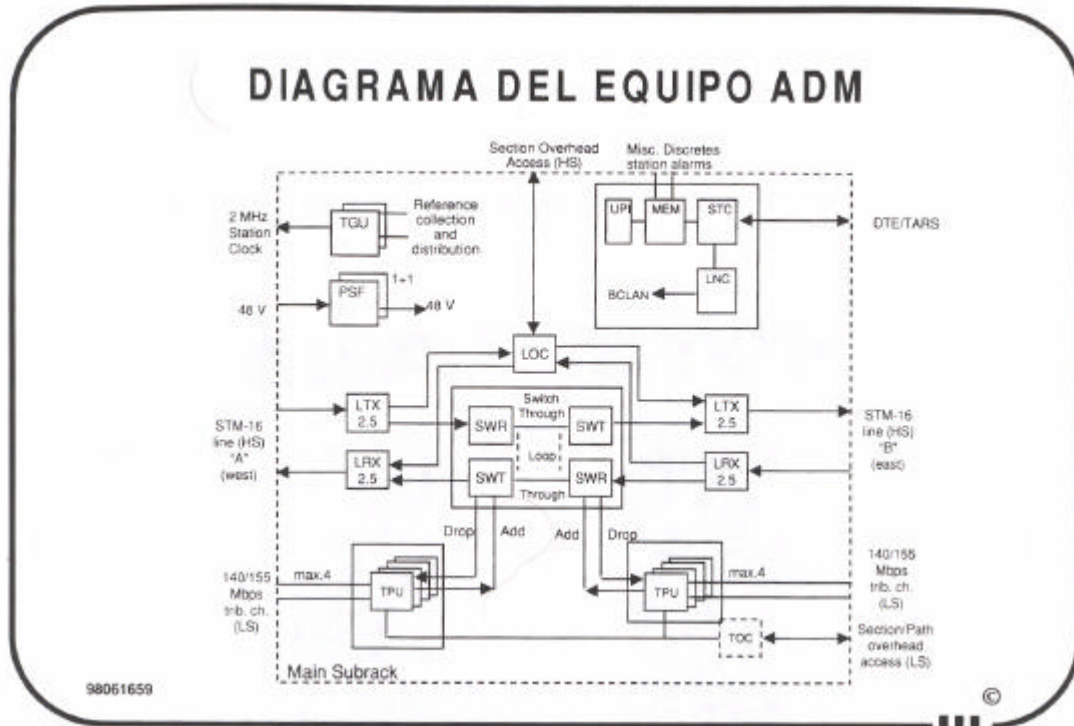 DIAGRAMA DEL EQUIPO ADM
Section Overhead
Access (HS)
Misc. Discretes
station alarms
2 MHz
Station
Clock
TGU
Reference
collection
and
distribution
UPI
MEM
STC
DTE/TARS
LNC
BCLAN
48 V
PSF
1+1
48 V
LOC
STM-16
line (HS)
"A"
(west)
LTX
2.5
LRX
2.5
Switch
Through
SWR
SWT
Loop
SWT
SWR
Through
LTX
2.5
LRX
2.5
STM-16
line (HS)
"B"
(east)
Drop
Add
Add
Drop
140/155
Mbps
trib. ch.
(LS)
max.4
TPU
TPU
max.4
140/155
Mbps
trib. ch.
(LS)
TOC
Section/Path
overhead
access (LS)
Main Subrack
98061659
©